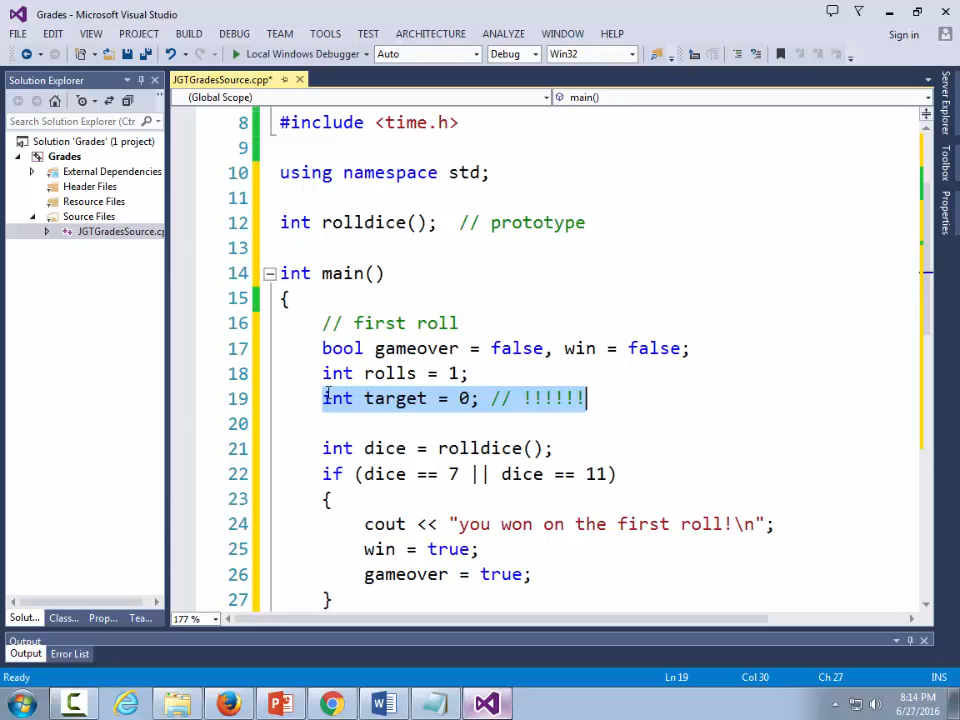 Grades - Microsoft Visual Studio
FILE EDIT VIEW PROJECT BUILD DEBUG TEAM TOOLS TEST ARCHITECTURE ANALYZE WINDOW HELP Sign in
Local Windows Debugger Auto Debug Win32
Solution Explorer
Search Solution Explorer (Ctr
Solution 'Grades' (1 project)
Grades
External Dependencies
Header Files
Resource Files
Source Files
JGTGradesSource.cp
Solut... Class... Prop... Tea...
JGTGradesSource.cpp*
(Global Scope) main()
8 #include <time.h>
9
10 using namespace std;
11
12 int rolldice();  // prototype
13
14 int main()
15 {
16 // first roll
17 bool gameover = false, win = false;
18 int rolls = 1;
19 int target = 0; // !!!!!!
20
21 int dice = rolldice();
22 if (dice == 7 || dice == 11)
23 {
24 cout << "you won on the first roll!\n";
25 win = true;
26 gameover = true;
27 }
177 %
Server Explorer
Toolbox
Properties
Output
Output Error List
Ready Ln 19 Col 30 Ch 27 INS
8:14 PM
6/27/2016